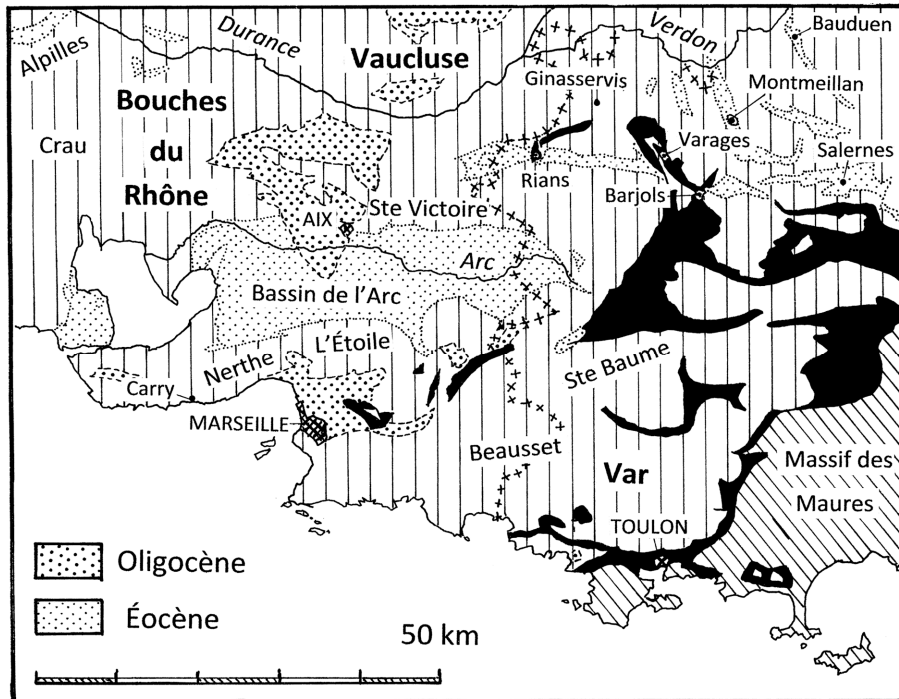 Alpilles
Durance
Vaucluse
Verdon
Bauduen
Ginasservis
Montmeillan
Bouches
du
Rhône
Crau
Varages
Salernes
Rians
Barjols
AIX
Ste Victoire
Arc
Bassin de l'Arc
L'Étoile
Nerthe
Ste Baume
Carry
MARSEILLE
Beausset
Var
Massif des
Maures
TOULON
Oligocène
Éocène
50 km